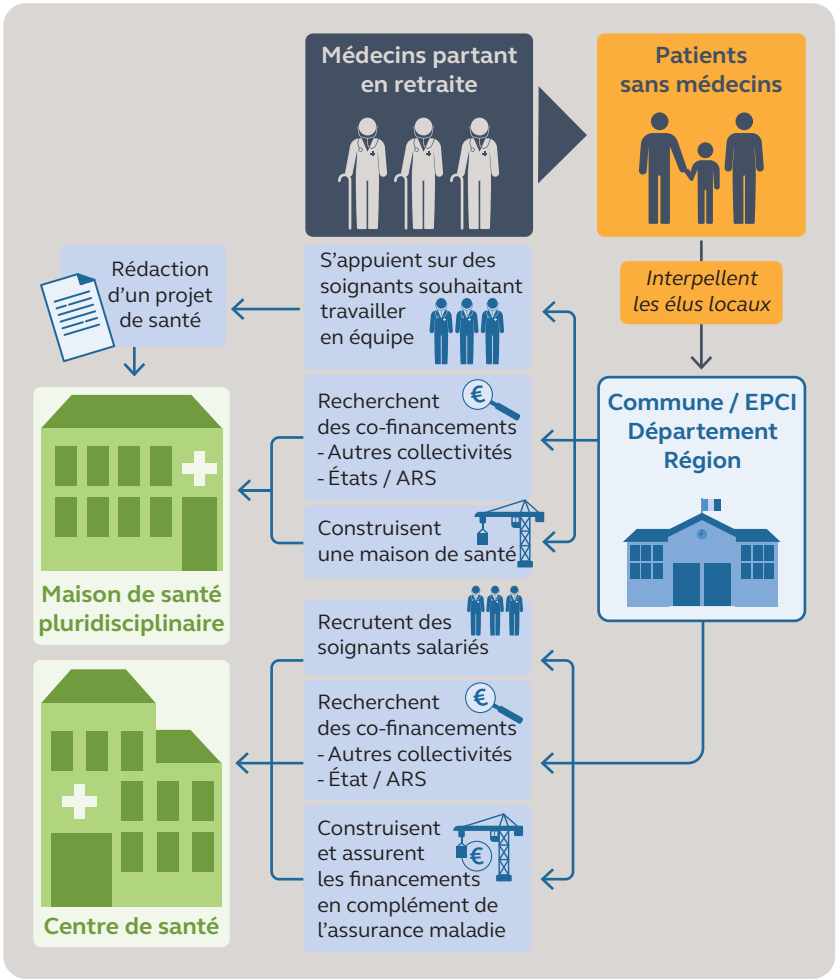 Médecins partant
en retraite
Patients
sans médecins
Interpellent
les élus locaux
Commune / EPCI
Département
Région
S'appuient sur des
soignants souhaitant
travailler
en équipe
Rédaction
d'un projet
de santé
Recherchent
des co-financements
- Autres collectivités
- États / ARS
€
Construisent
une maison de santé
Maison de santé
pluridisciplinaire
Recrutent des
soignants salariés
Recherchent
des co-financements
- Autres collectivités
- État / ARS
€
Construisent
et assurent
les financements
en complément de
l'assurance maladie
€
Centre de santé